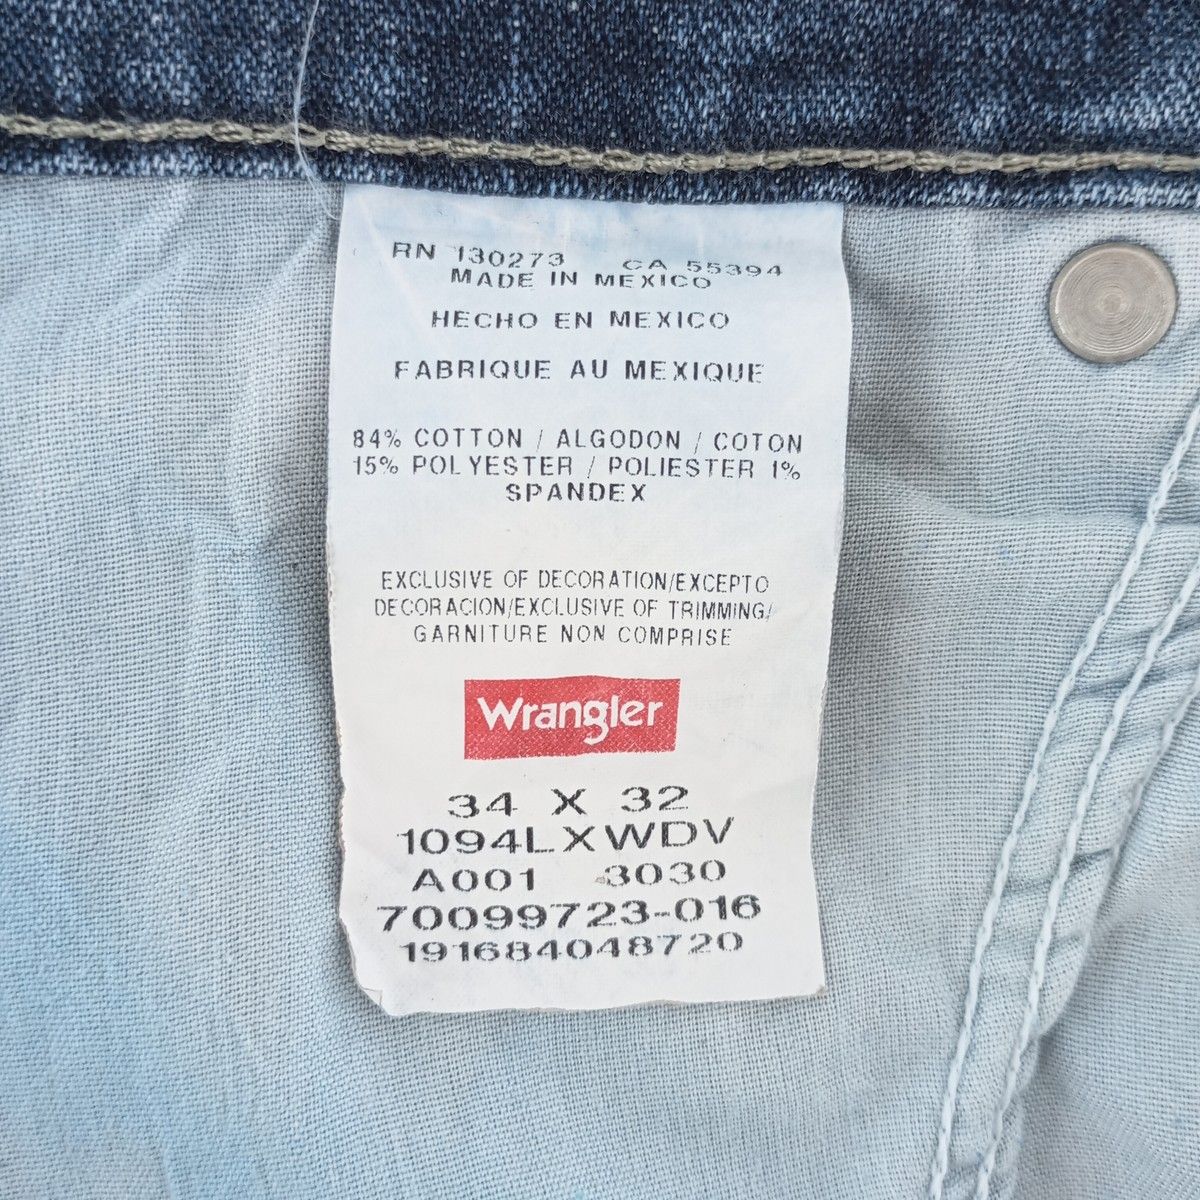 RN 130273 CA 55394
MADE IN MEXICO
HECHO EN MEXICO
FABRIQUE AU MEXIQUE
84% COTTON / ALGODON / COTON
15% POLYESTER / POLIESTER 1%
SPANDEX
EXCLUSIVE OF DECORATION/EXCEPTO
DECORACION/EXCLUSIVE OF TRIMMING/
GARNITURE NON COMPRISE
Wrangler
34 X 32
1094LXWDV
A001 3030
70099723-016
191684048720